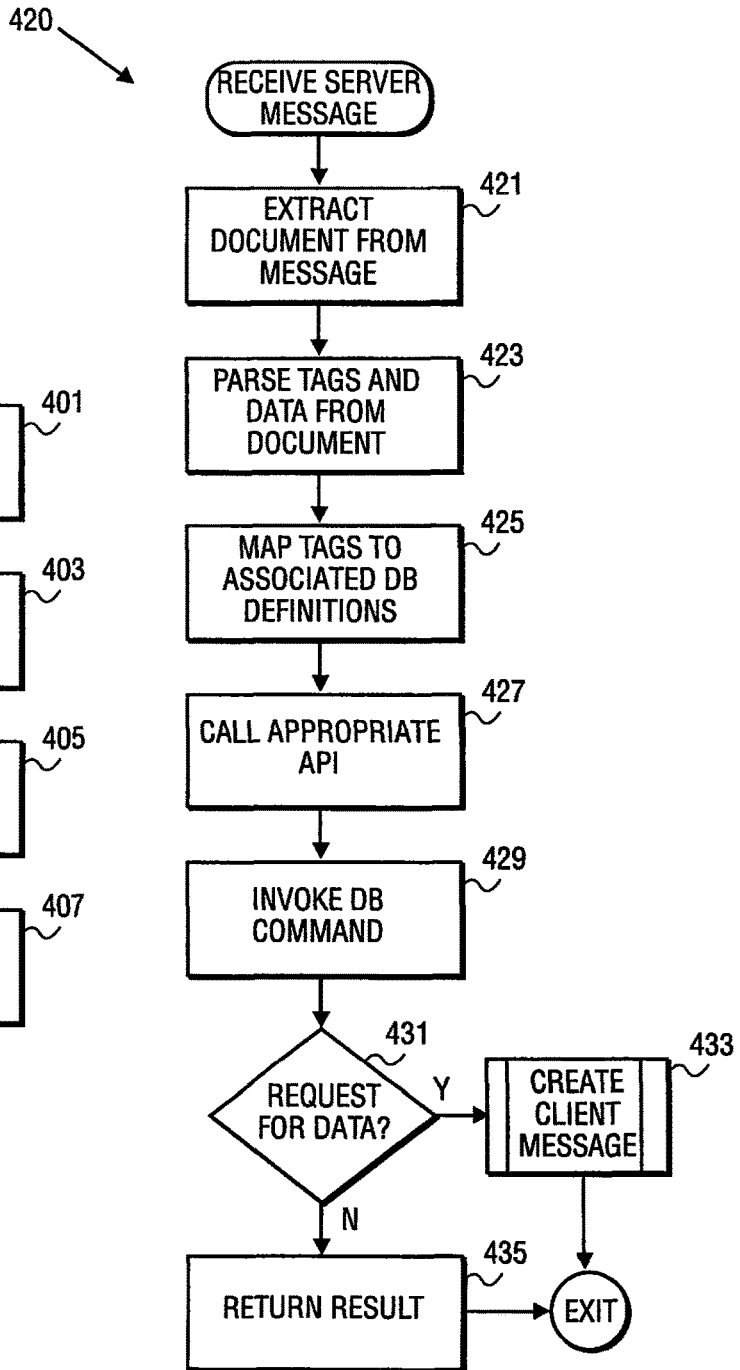 420
RECEIVE SERVER
MESSAGE
421
EXTRACT
DOCUMENT FROM
MESSAGE
423
PARSE TAGS AND
DATA FROM
DOCUMENT
401
425
MAP TAGS TO
ASSOCIATED DB
DEFINITIONS
403
427
CALL APPROPRIATE
API
405
429
INVOKE DB
COMMAND
407
431
REQUEST
FOR DATA?
Y
433
CREATE
CLIENT
MESSAGE
N
435
RETURN RESULT
EXIT